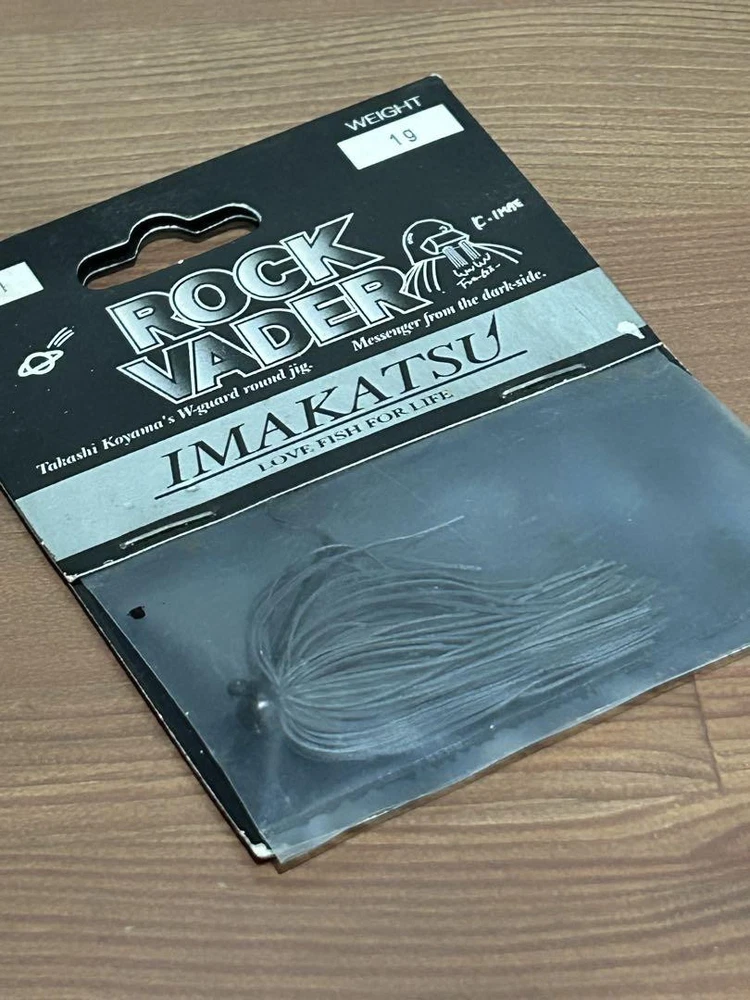 WEIGHT
1g
ROCK
VADER
Takashi Koyama's W-guard round jig.
Messenger from the dark-side.
IMAKATSU
LOVE FISH FOR LIFE